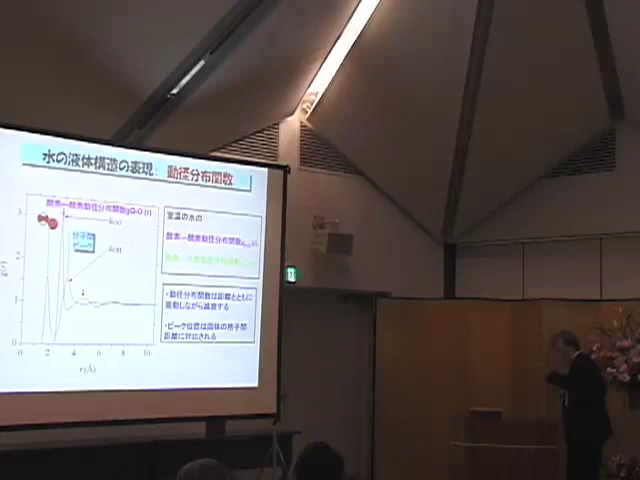 水の液体構造の表現: 動径分布関数
酸素―酸素動径分布関数gO-O (r)
室温の水の
分子間
ピーク
酸素―酸素動径分布関数
3
2
1
0
0 2 4 6 8 10
r (Å)
・動径分布関数は距離とともに
振動しながら減衰する
・ピーク位置は固体の格子間
距離に対比される